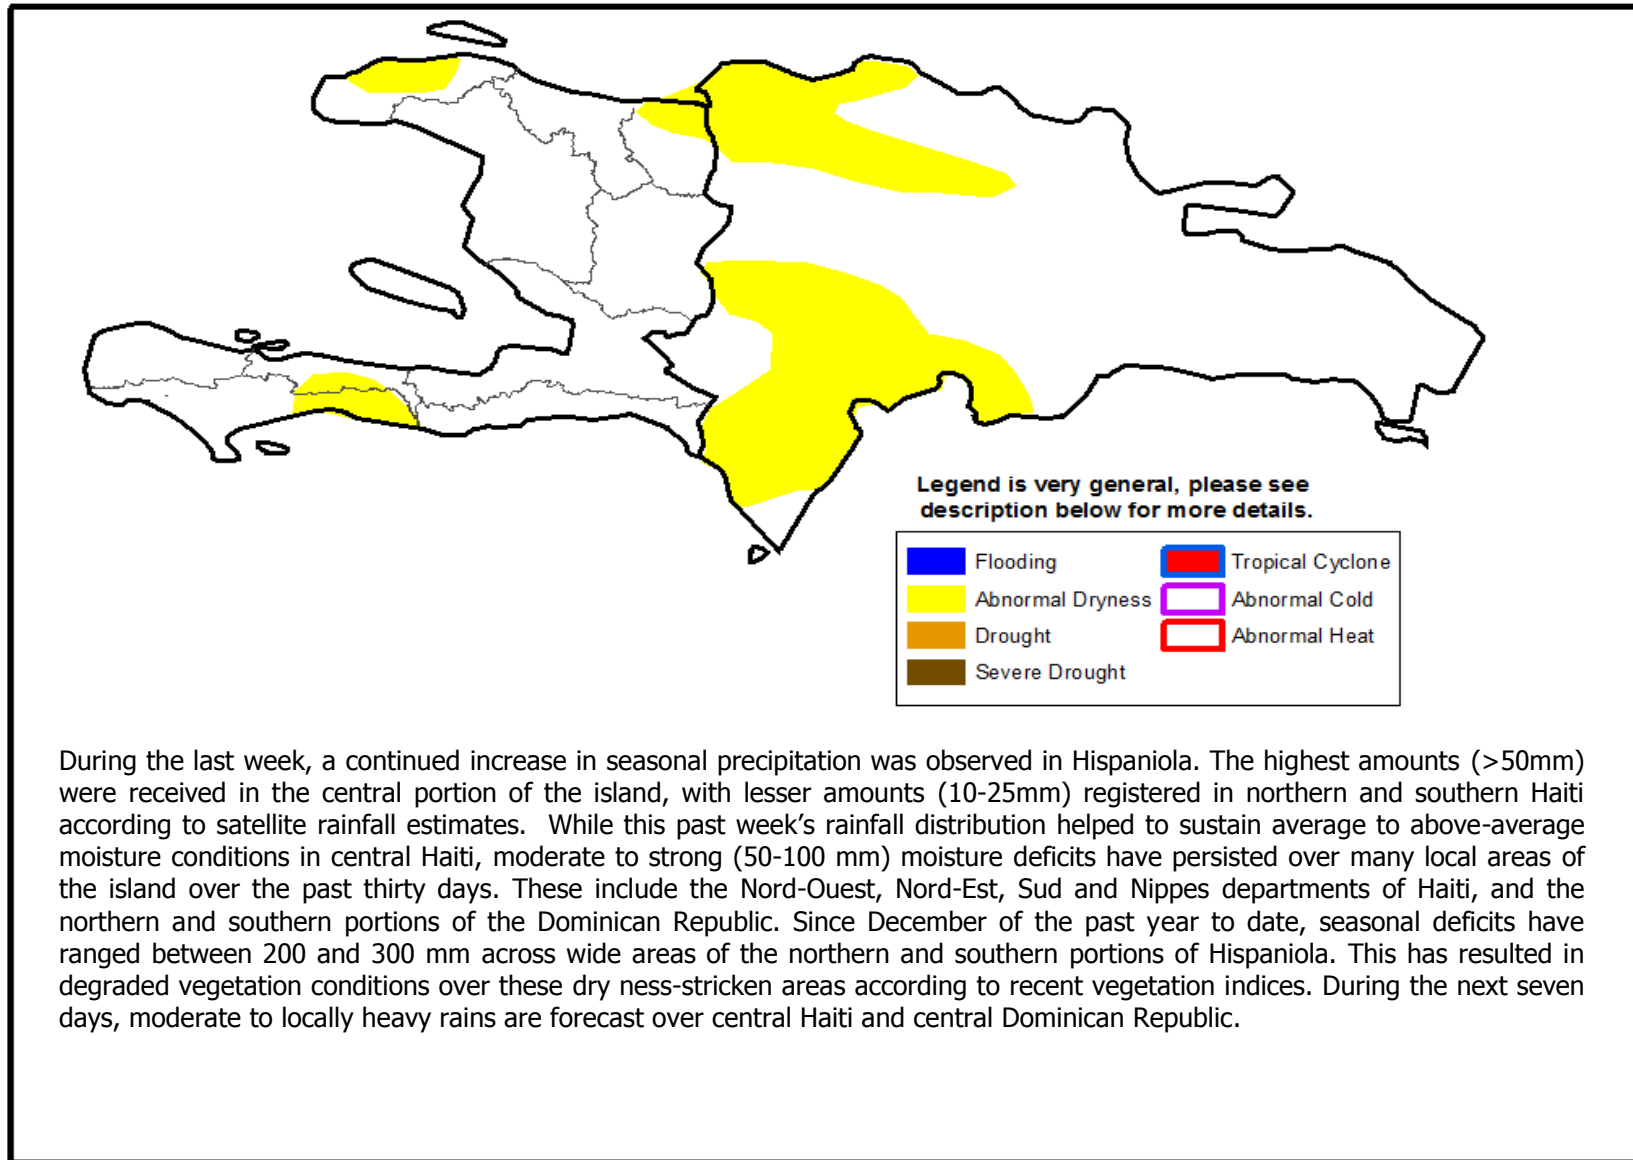 Legend is very general, please see
description below for more details.
Flooding
Abnormal Dryness
Drought
Severe Drought
Tropical Cyclone
Abnormal Cold
Abnormal Heat
During the last week, a continued increase in seasonal precipitation was observed in Hispaniola. The highest amounts (>50mm)
were received in the central portion of the island, with lesser amounts (10-25mm) registered in northern and southern Haiti
according to satellite rainfall estimates. While this past week's rainfall distribution helped to sustain average to above-average
moisture conditions in central Haiti, moderate to strong (50-100 mm) moisture deficits have persisted over many local areas of
the island over the past thirty days. These include the Nord-Ouest, Nord-Est, Sud and Nippes departments of Haiti, and the
northern and southern portions of the Dominican Republic. Since December of the past year to date, seasonal deficits have
ranged between 200 and 300 mm across wide areas of the northern and southern portions of Hispaniola. This has resulted in
degraded vegetation conditions over these dry ness-stricken areas according to recent vegetation indices. During the next seven
days, moderate to locally heavy rains are forecast over central Haiti and central Dominican Republic.